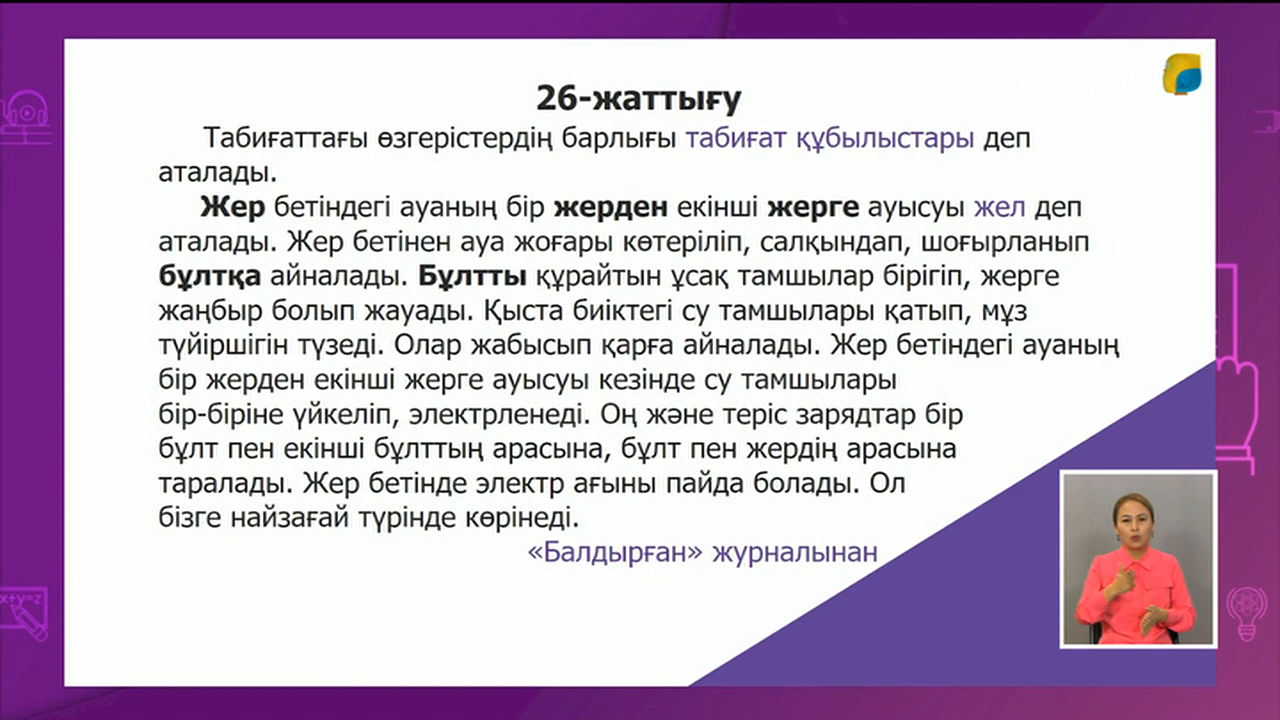 26-жаттығу
Табиғаттағы өзгерістердің барлығы табиғат құбылыстары деп
аталады.
Жер бетіндегі ауаның бір жерден екінші жерге ауысуы жел деп
аталады. Жер бетінен ауа жоғары көтеріліп, салқындап, шоғырланып
бұлтқа айналады. Бұлтты құрайтын ұсақ тамшылар бірігіп, жерге
жаңбыр болып жауады. Қыста биіктегі су тамшылары қатып, мұз
түйіршігін түзеді. Олар жабысып қарға айналады. Жер бетіндегі ауаның
бір жерден екінші жерге ауысуы кезінде су тамшылары
бір-біріне үйкеліп, электрленеді. Оң және теріс зарядтар бір
бұлт пен екінші бұлттың арасына, бұлт пен жердің арасына
таралады. Жер бетінде электр ағыны пайда болады. Ол
бізге найзағай түрінде көрінеді.
«Балдырған» журналынан
x+y=z